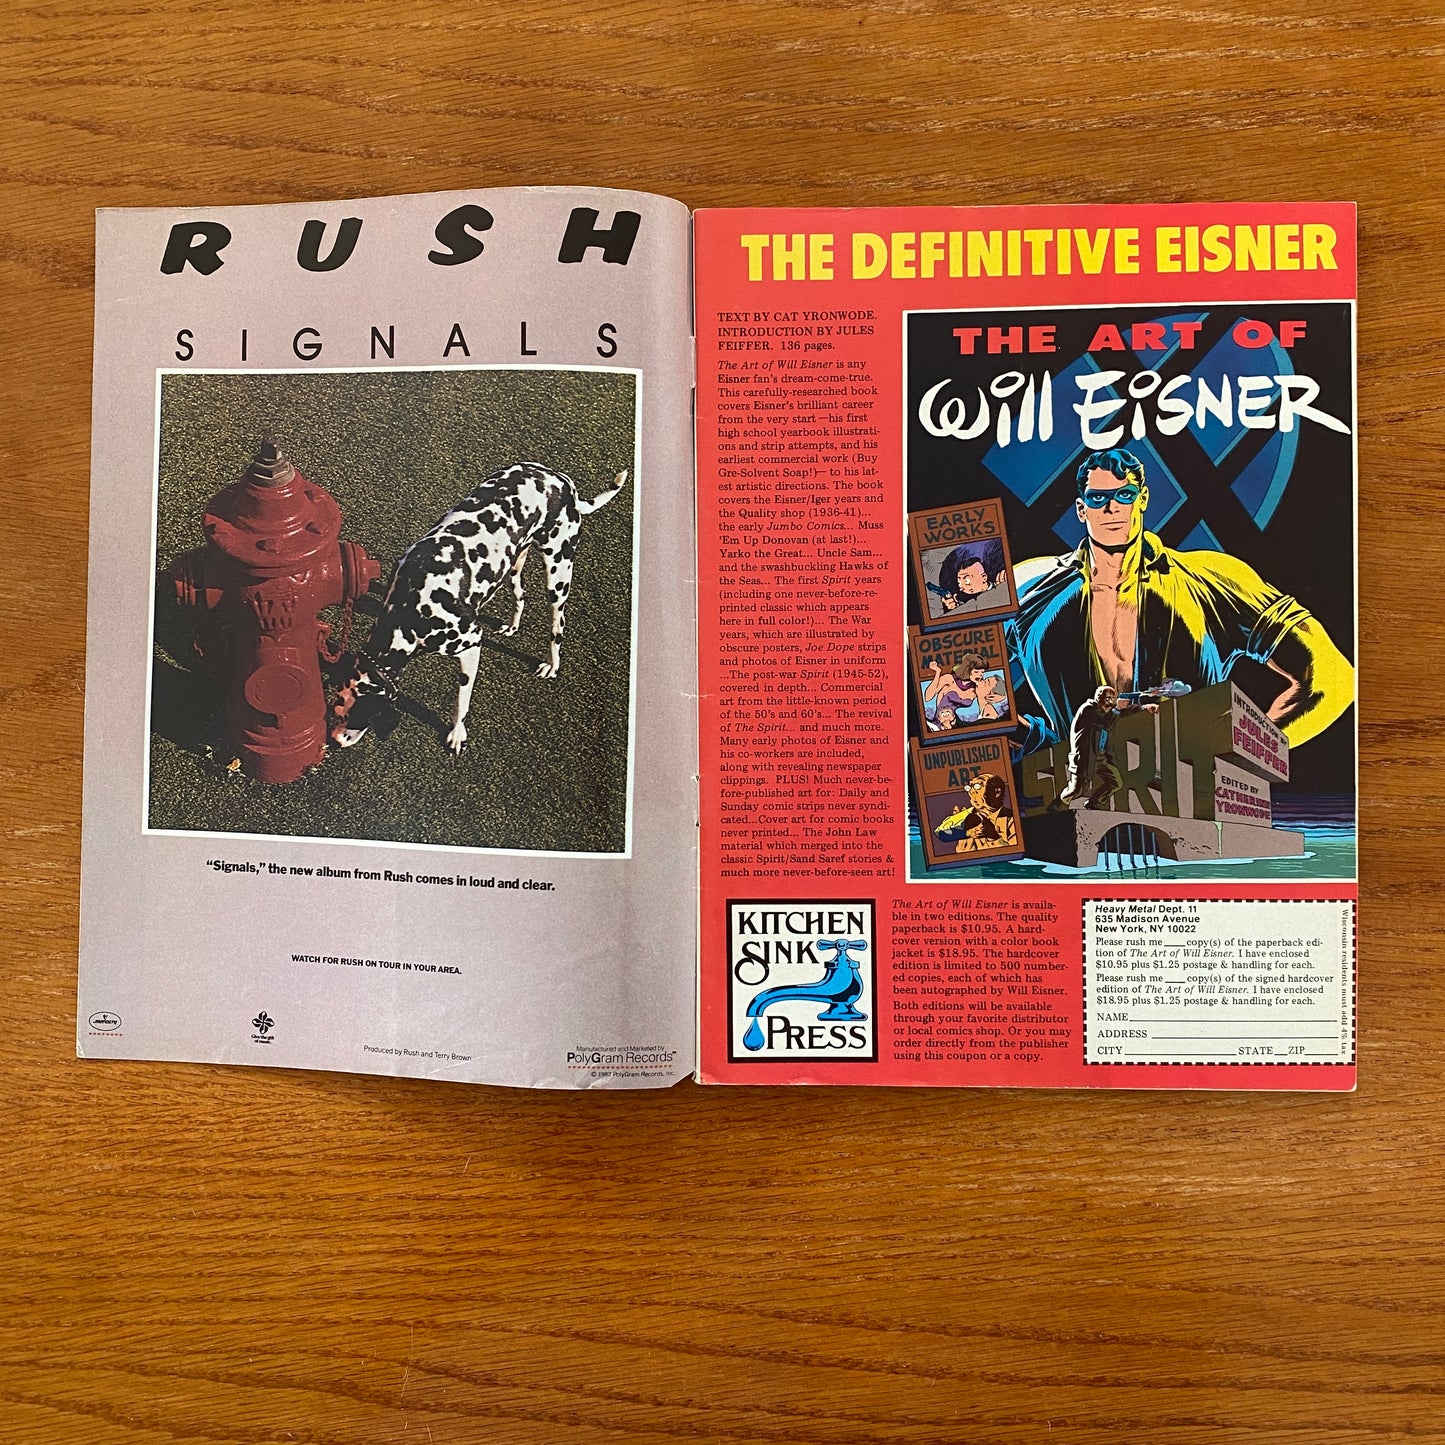 RUSH
SIGNALS
“Signals,” the new album from Rush comes in loud and clear.
WATCH FOR RUSH ON TOUR IN YOUR AREA.
mercury
Give the gift
of music.
Produced by Rush and Terry Brown
Manufactured and Marketed by
PolyGram Records™
© 1982 PolyGram Records, Inc.
THE DEFINITIVE EISNER
TEXT BY CAT YRONWODE.
INTRODUCTION BY JULES
FEIFFER. 136 pages.
The Art of Will Eisner is any
Eisner fan's dream-come-true.
This carefully-researched book
covers Eisner's brilliant career
from the very start —his first
high school yearbook illustrati-
ons and strip attempts, and his
earliest commercial work (Buy
Gre-Solvent Soap!)— to his lat-
est artistic directions. The book
covers the Eisner/Iger years and
the Quality shop (1936-41)...
the early Jumbo Comics... Muss
'Em Up Donovan (at last!)...
Yarko the Great... Uncle Sam...
and the swashbuckling Hawks of
the Seas... The first Spirit years
(including one never-before-re-
printed classic which appears
here in full color!)... The War
years, which are illustrated by
obscure posters, Joe Dope strips
and photos of Eisner in uniform
...The post-war Spirit (1945-52),
covered in depth... Commercial
art from the little-known period
of the 50's and 60's... The revival
of The Spirit... and much more.
Many early photos of Eisner and
his co-workers are included,
along with revealing newspaper
clippings. PLUS! Much never-be-
fore-published art for: Daily and
Sunday comic strips never syndi-
cated...Cover art for comic books
never printed... The John Law
material which merged into the
classic Spirit/Sand Saref stories &
much more never-before-seen art!
THE ART OF
Will EiSNER
EARLY
WORKS
OBSCURE
MATERIAL
UNPUBLISHED
ART
SPIRIT
INTRODUCTION BY
JULES
FEIFFER
EDITED BY
CATHERINE
YRONWODE
KITCHEN
SINK
PRESS
The Art of Will Eisner is availa-
ble in two editions. The quality
paperback is $10.95. A hard-
cover version with a color book
jacket is $18.95. The hardcover
edition is limited to 500 number-
ed copies, each of which has
been autographed by Will Eisner.
Both editions will be available
through your favorite distributor
or local comics shop. Or you may
order directly from the publisher
using this coupon or a copy.
Heavy Metal Dept. 11
635 Madison Avenue
New York, NY 10022
Please rush me ___ copy(s) of the paperback edi-
tion of The Art of Will Eisner. I have enclosed
$10.95 plus $1.25 postage & handling for each.
Please rush me ___ copy(s) of the signed hardcover
edition of The Art of Will Eisner. I have enclosed
$18.95 plus $1.25 postage & handling for each.
NAME
ADDRESS
CITY STATE ZIP
Wisconsin residents must add 4% tax